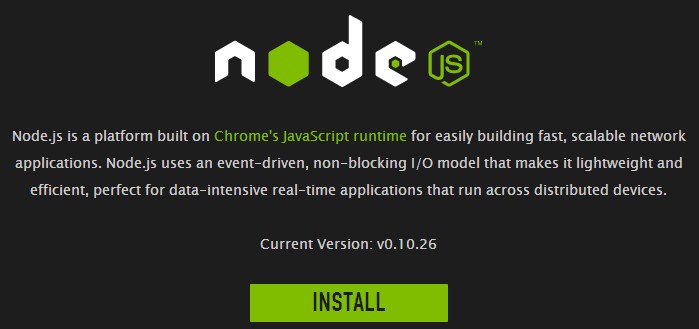 node JS ™
Node.js is a platform built on Chrome's JavaScript runtime for easily building fast, scalable network
applications. Node.js uses an event-driven, non-blocking I/O model that makes it lightweight and
efficient, perfect for data-intensive real-time applications that run across distributed devices.
Current Version: v0.10.26
INSTALL